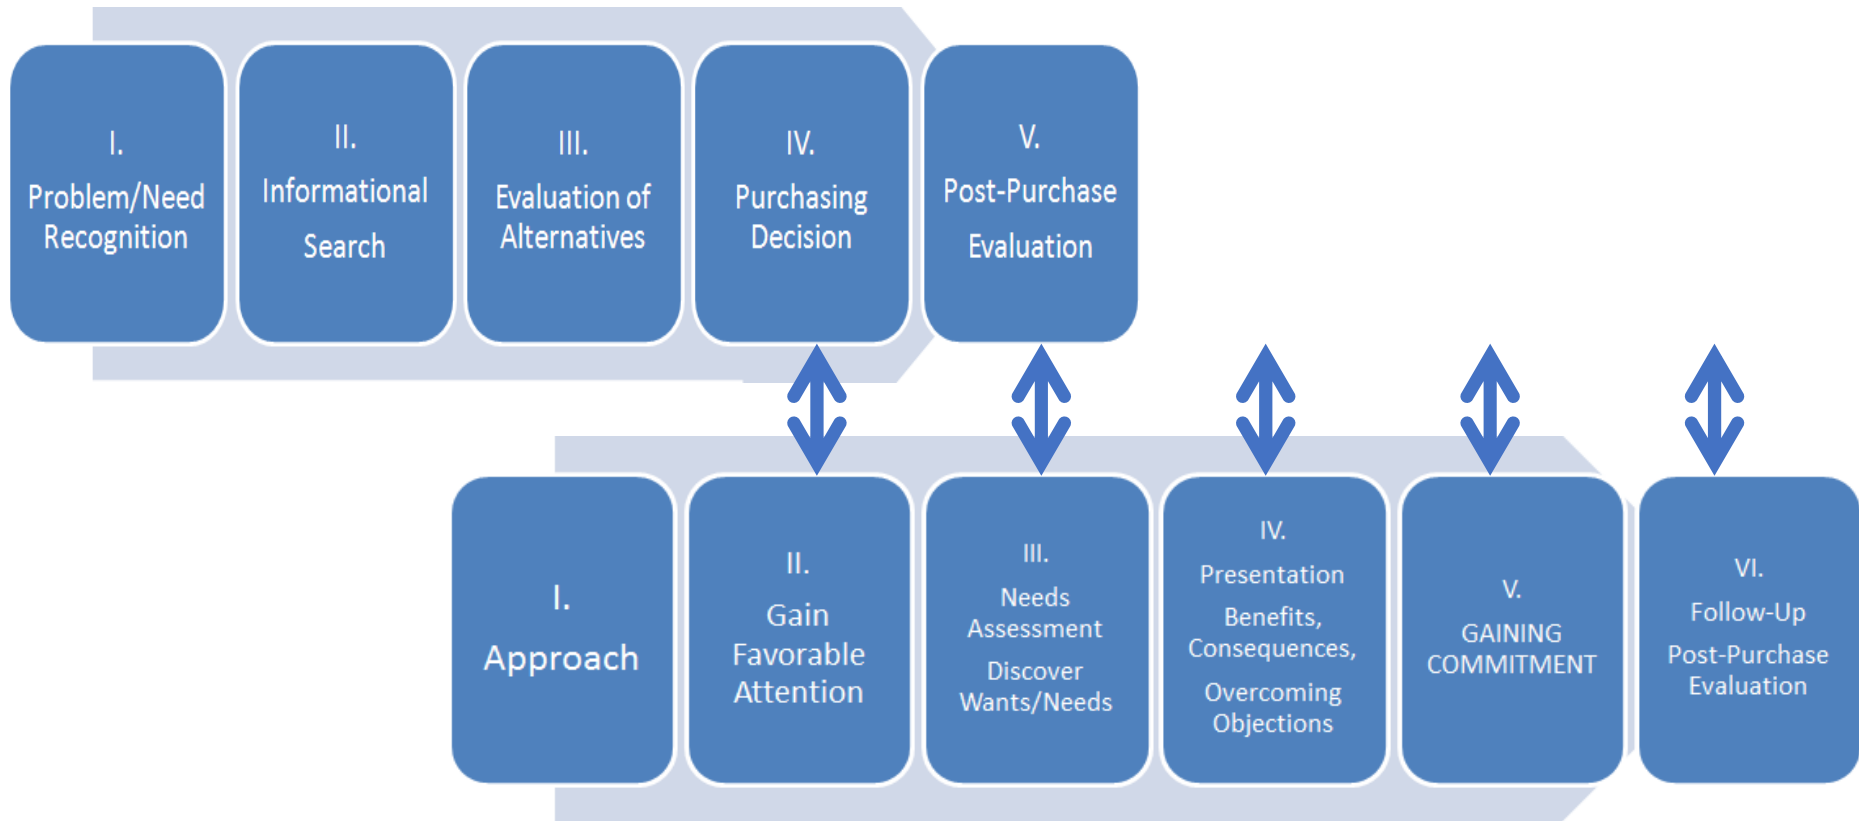 I.
Problem/Need
Recognition
II.
Informational
Search
III.
Evaluation of
Alternatives
IV.
Purchasing
Decision
V.
Post-Purchase
Evaluation
I.
Approach
II.
Gain
Favorable
Attention
III.
Needs
Assessment
Discover
Wants/Needs
IV.
Presentation
Benefits,
Consequences,
Overcoming
Objections
V.
GAINING
COMMITMENT
VI.
Follow-Up
Post-Purchase
Evaluation